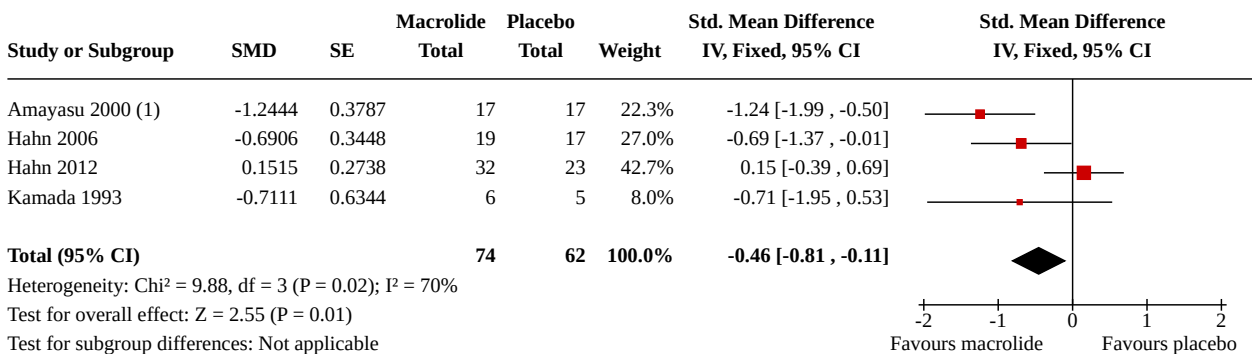 Macrolide Placebo Std. Mean Difference Std. Mean Difference
Study or Subgroup SMD SE Total Total Weight IV, Fixed, 95% CI IV, Fixed, 95% CI
Amayasu 2000 (1) -1.2444 0.3787 17 17 22.3% -1.24 [-1.99 , -0.50]
Hahn 2006 -0.6906 0.3448 19 17 27.0% -0.69 [-1.37 , -0.01]
Hahn 2012 0.1515 0.2738 32 23 42.7% 0.15 [-0.39 , 0.69]
Kamada 1993 -0.7111 0.6344 6 5 8.0% -0.71 [-1.95 , 0.53]
Total (95% CI) 74 62 100.0% -0.46 [-0.81 , -0.11]
Heterogeneity: Chi² = 9.88, df = 3 (P = 0.02); I² = 70%
Test for overall effect: Z = 2.55 (P = 0.01)
-2 -1 0 1 2
Test for subgroup differences: Not applicable Favours macrolide Favours placebo